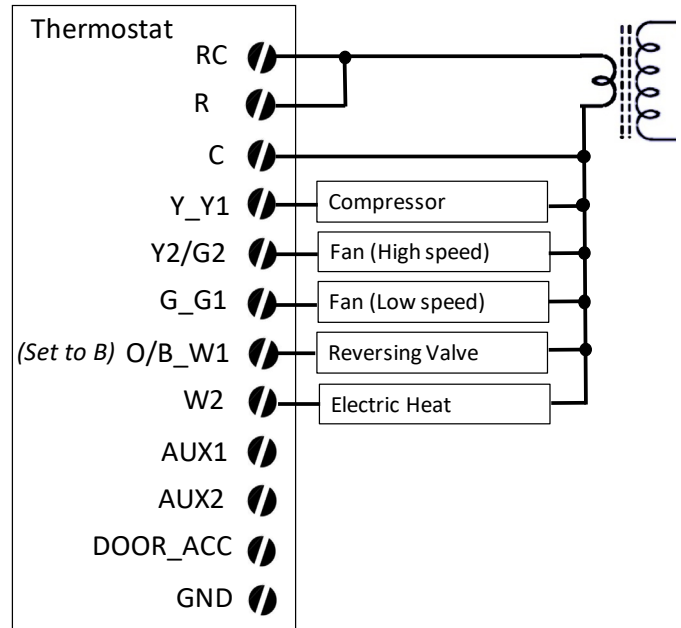 Thermostat
RC
R
C
Y_Y1 Compressor
Y2/G2 Fan (High speed)
G_G1 Fan (Low speed)
(Set to B) O/B_W1 Reversing Valve
W2 Electric Heat
AUX1
AUX2
DOOR_ACC
GND